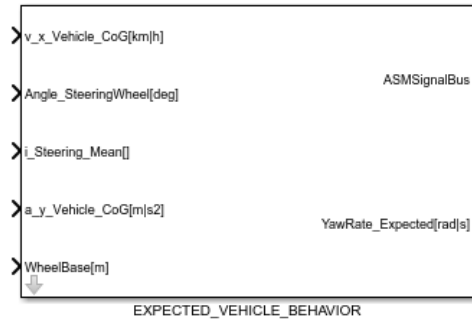 v_x_Vehicle_CoG[km|h]
ASMSignalBus
Angle_SteeringWheel[deg]
i_Steering_Mean[]
a_y_Vehicle_CoG[m|s2]
YawRate_Expected[rad|s]
WheelBase[m]
EXPECTED_VEHICLE_BEHAVIOR